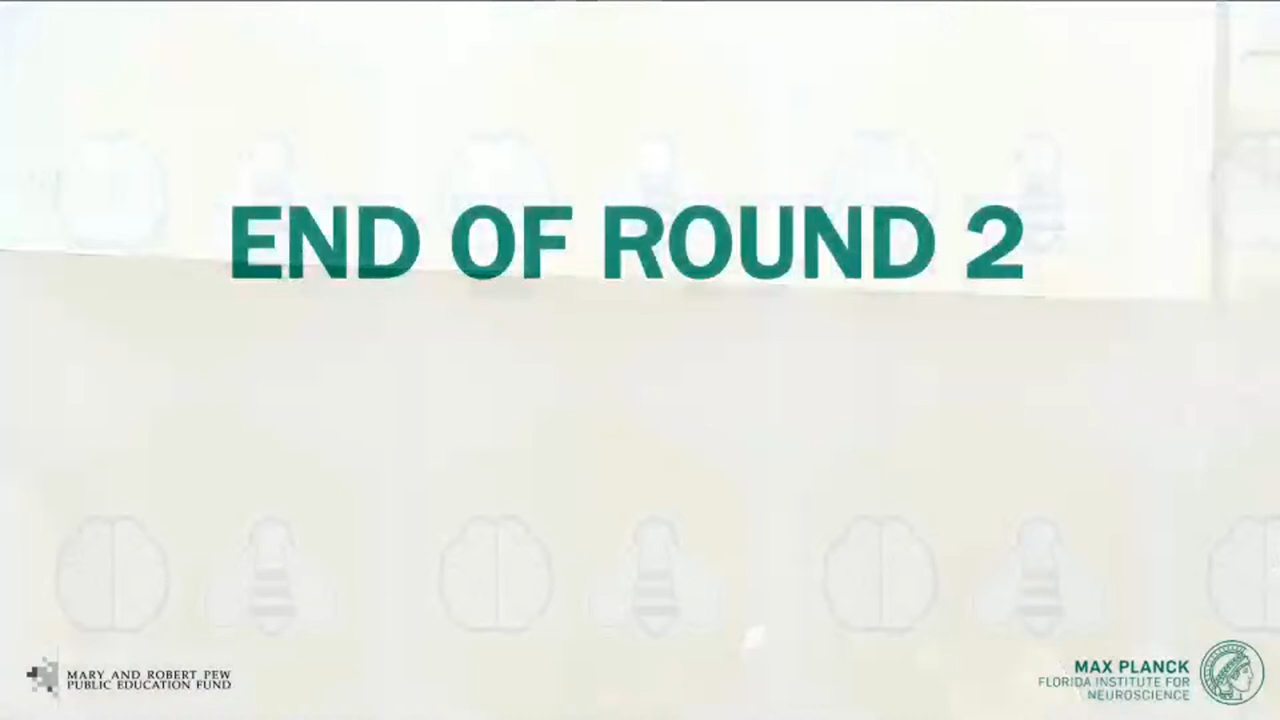 END OF ROUND 2
MARY AND ROBERT PEW
PUBLIC EDUCATION FUND
MAX PLANCK
FLORIDA INSTITUTE FOR
NEUROSCIENCE